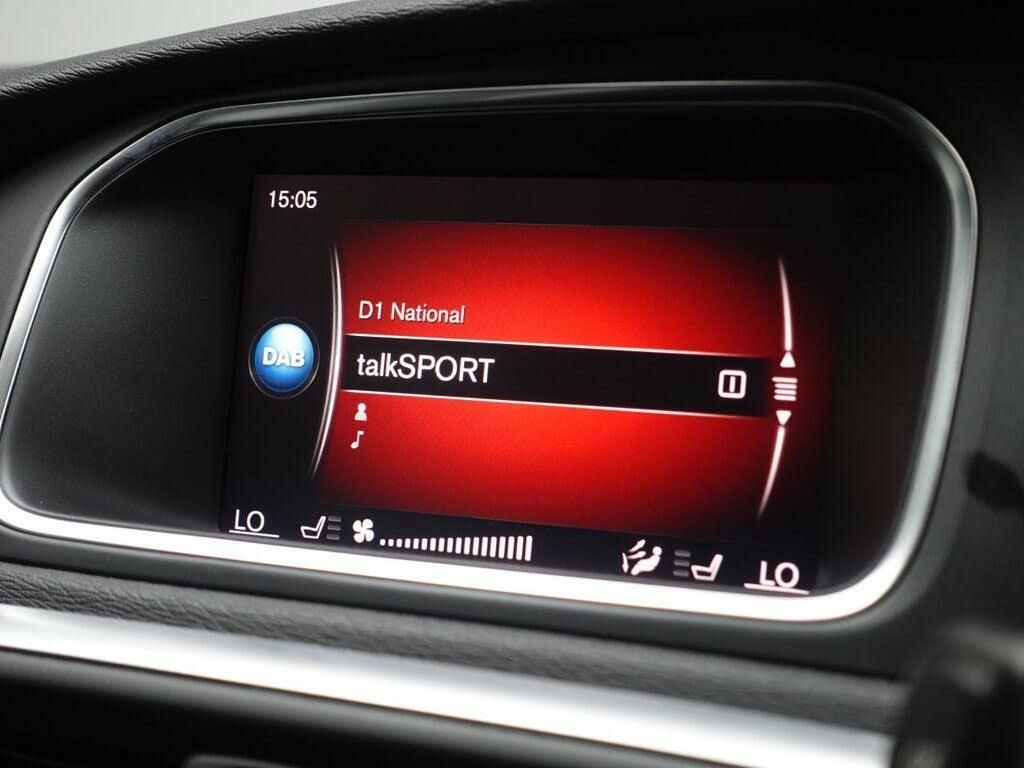 15:05
D1 National
DAB
talkSPORT
LO
LO